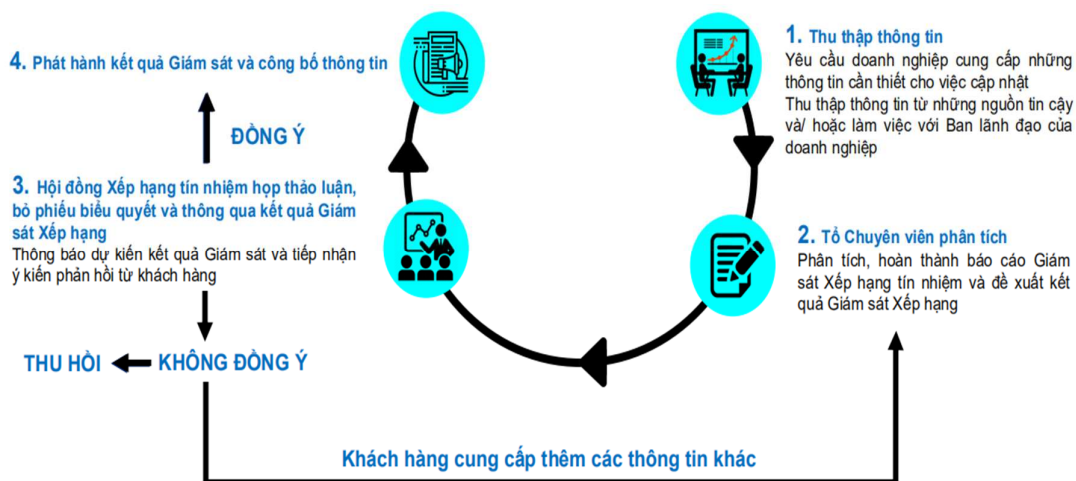 1. Thu thập thông tin
Yêu cầu doanh nghiệp cung cấp những
thông tin cần thiết cho việc cập nhật
Thu thập thông tin từ những nguồn tin cậy
và/ hoặc làm việc với Ban lãnh đạo của
doanh nghiệp
2. Tổ Chuyên viên phân tích
Phân tích, hoàn thành báo cáo Giám
sát Xếp hạng tín nhiệm và đề xuất kết
quả Giám sát Xếp hạng
3. Hội đồng Xếp hạng tín nhiệm họp thảo luận,
bỏ phiếu biểu quyết và thông qua kết quả Giám
sát Xếp hạng
Thông báo dự kiến kết quả Giám sát và tiếp nhận
ý kiến phản hồi từ khách hàng
ĐỒNG Ý
4. Phát hành kết quả Giám sát và công bố thông tin
KHÔNG ĐỒNG Ý
THU HỒI
Khách hàng cung cấp thêm các thông tin khác